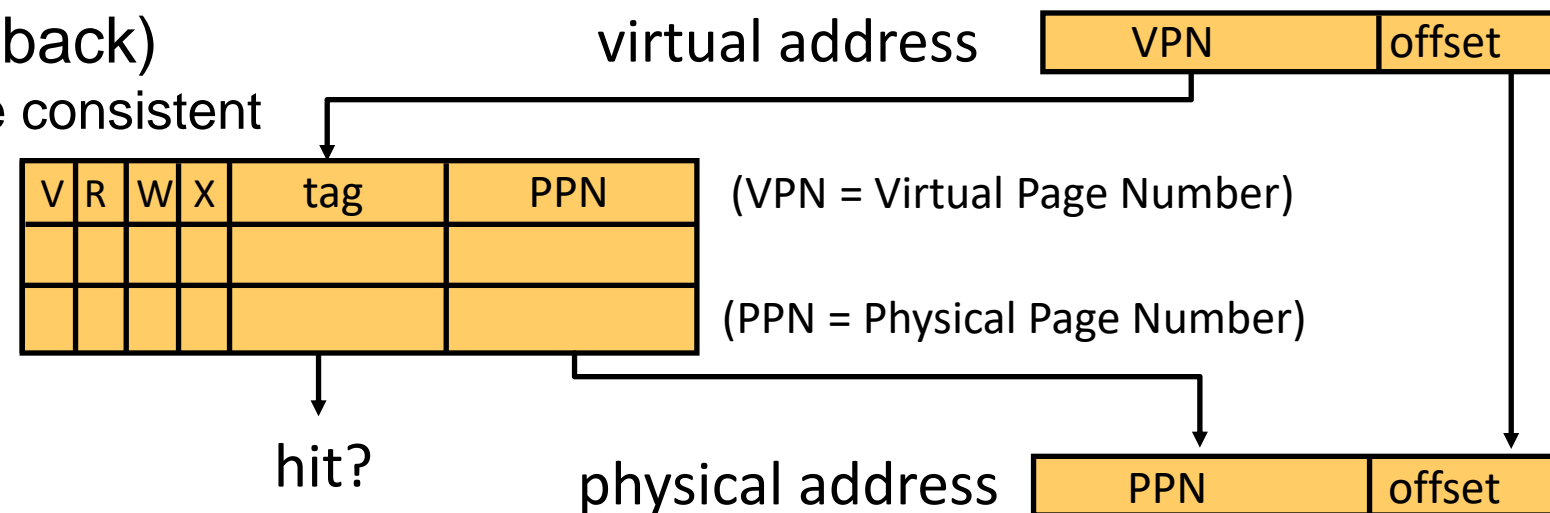 back)
virtual address
VPN
offset
consistent
V R W X tag PPN
(VPN = Virtual Page Number)
(PPN = Physical Page Number)
hit?
physical address
PPN
offset